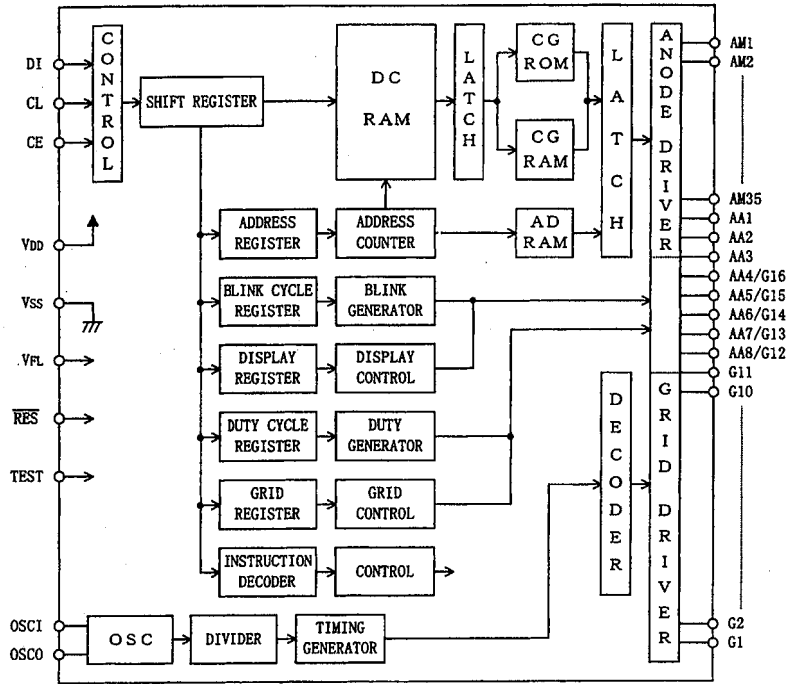 DI
CL
CE
VDD
VSS
VFL
RES
TEST
OSCI
OSCO
CONTROL
SHIFT REGISTER
DC
RAM
LATCH
CG
ROM
CG
RAM
LATCH
ANODE DRIVER
ADDRESS
REGISTER
ADDRESS
COUNTER
AD
RAM
BLINK CYCLE
REGISTER
BLINK
GENERATOR
DISPLAY
REGISTER
DISPLAY
CONTROL
DUTY CYCLE
REGISTER
DUTY
GENERATOR
GRID
REGISTER
GRID
CONTROL
INSTRUCTION
DECODER
CONTROL
OSC
DIVIDER
TIMING
GENERATOR
DECODER
GRID DRIVER
AM1
AM2
AM35
AA1
AA2
AA3
AA4/G16
AA5/G15
AA6/G14
AA7/G13
AA8/G12
G11
G10
G2
G1